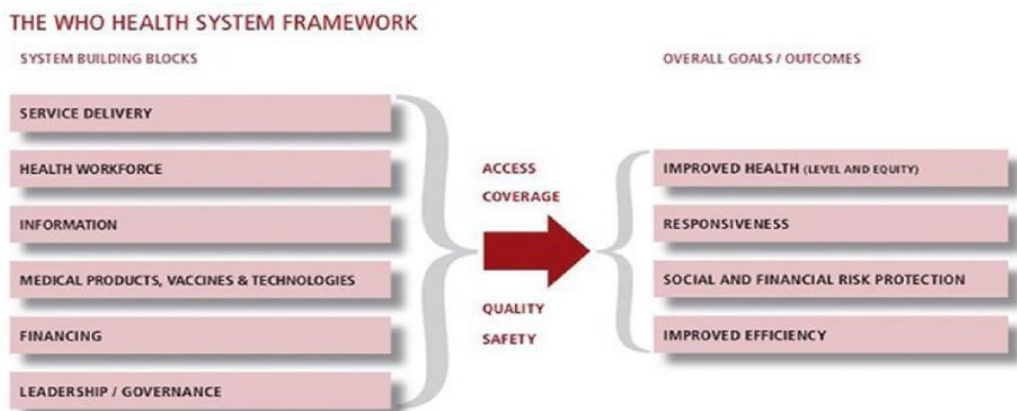 THE WHO HEALTH SYSTEM FRAMEWORK
SYSTEM BUILDING BLOCKS
OVERALL GOALS / OUTCOMES
SERVICE DELIVERY
HEALTH WORKFORCE
INFORMATION
MEDICAL PRODUCTS, VACCINES & TECHNOLOGIES
FINANCING
LEADERSHIP / GOVERNANCE
ACCESS
COVERAGE
QUALITY
SAFETY
IMPROVED HEALTH (LEVEL AND EQUITY)
RESPONSIVENESS
SOCIAL AND FINANCIAL RISK PROTECTION
IMPROVED EFFICIENCY